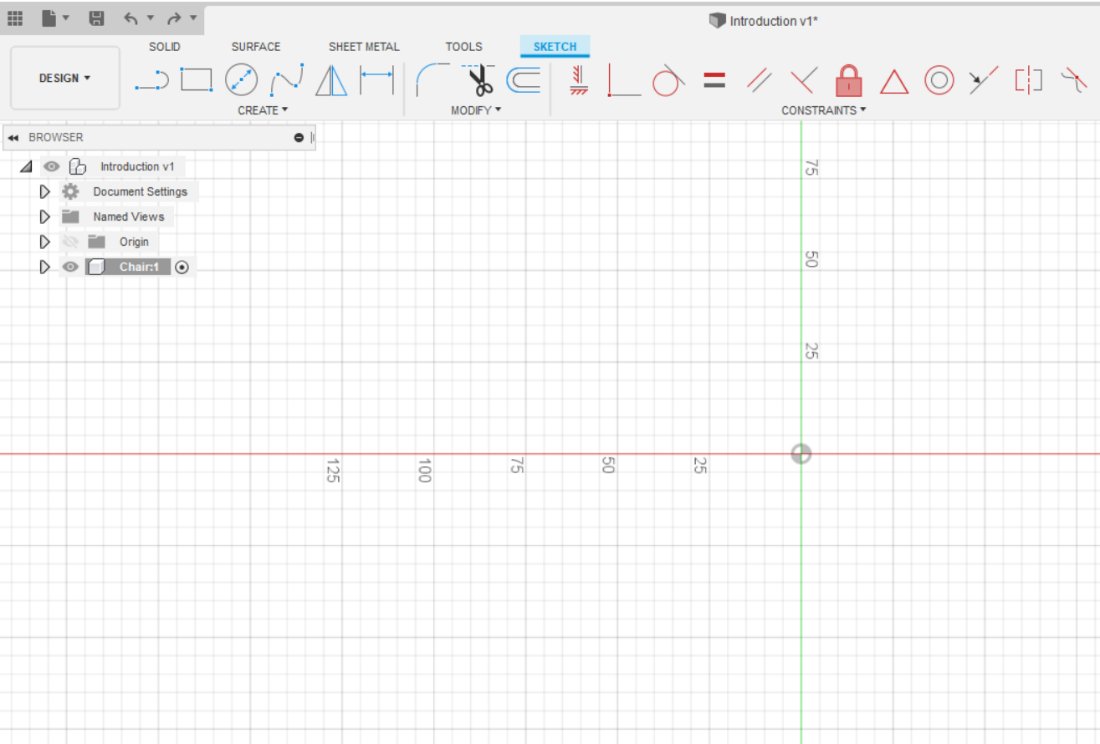 Introduction v1*
SOLID SURFACE SHEET METAL TOOLS SKETCH
DESIGN
CREATE MODIFY CONSTRAINTS
BROWSER
Introduction v1
Document Settings
Named Views
Origin
Chair:1
75
50
25
125 100 75 50 25